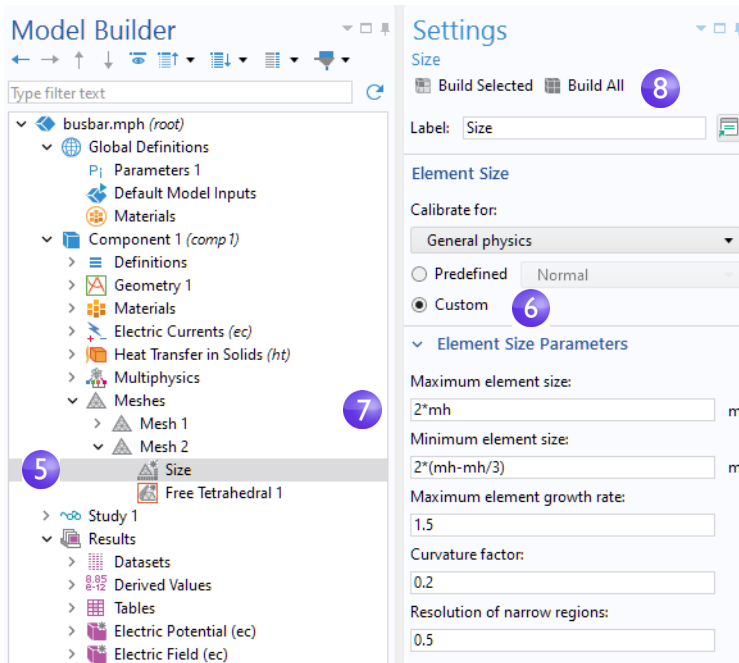 Model Builder
Type filter text
busbar.mph (root)
Global Definitions
Pi Parameters 1
Default Model Inputs
Materials
Component 1 (comp1)
Definitions
Geometry 1
Materials
Electric Currents (ec)
Heat Transfer in Solids (ht)
Multiphysics
Meshes
7
Mesh 1
Mesh 2
5
Size
Free Tetrahedral 1
Study 1
Results
Datasets
8.85 e-12 Derived Values
Tables
Electric Potential (ec)
Electric Field (ec)
Settings
Size
Build Selected Build All
8
Label: Size
Element Size
Calibrate for:
General physics
Predefined Normal
Custom
6
Element Size Parameters
Maximum element size:
2*mh m
Minimum element size:
2*(mh-mh/3) m
Maximum element growth rate:
1.5
Curvature factor:
0.2
Resolution of narrow regions:
0.5